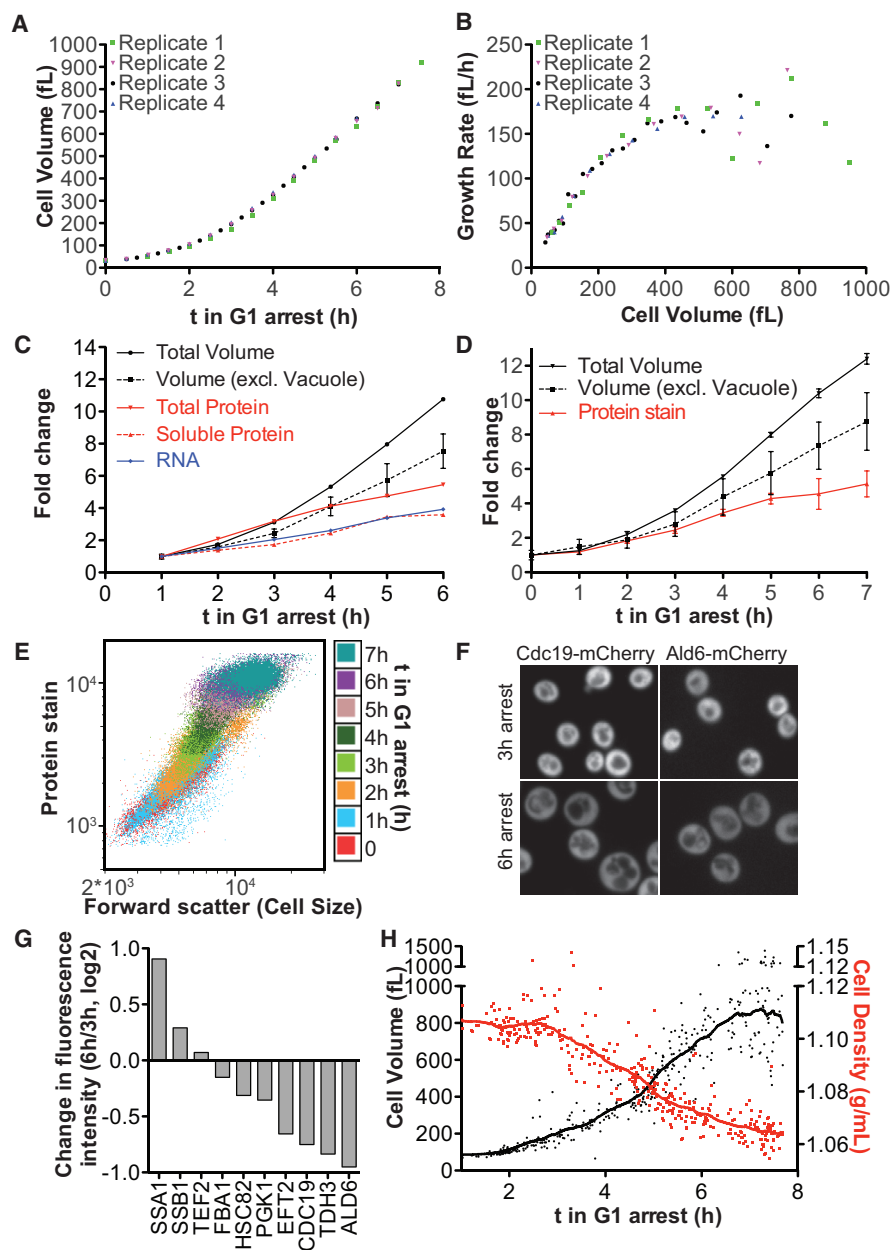 A
Cell Volume (fL)
1000
900
800
700
600
500
400
300
200
100
0
Replicate 1
Replicate 2
Replicate 3
Replicate 4
0 2 4 6 8
t in G1 arrest (h)
B
Growth Rate (fL/h)
250
200
150
100
50
0
Replicate 1
Replicate 2
Replicate 3
Replicate 4
0 200 400 600 800 1000
Cell Volume (fL)
C
Fold change
14
12
10
8
6
4
2
0
Total Volume
Volume (excl. Vacuole)
Total Protein
Soluble Protein
RNA
0 1 2 3 4 5 6
t in G1 arrest (h)
D
Fold change
12
10
8
6
4
2
0
Total Volume
Volume (excl. Vacuole)
Protein stain
0 1 2 3 4 5 6 7
t in G1 arrest (h)
E
Protein stain
10^4
10^3
2*10^3
10^4
Forward scatter (Cell Size)
7h
6h
5h
4h
3h
2h
1h
0
t in G1 arrest (h)
F
Cdc19-mCherry Ald6-mCherry
3h arrest
6h arrest
G
Change in fluorescence
intensity (6h/3h, log2)
1.0
0.5
0.0
-0.5
-1.0
SSA1
SSB1
TEF2
FBA1
HSC82
PGK1
EFT2
CDC19
TDH3
ALD6
H
Cell Volume (fL)
1500
1000
1000
800
600
400
200
0
1.15
1.12
1.12
1.10
1.08
1.06
Cell Density (g/mL)
2 4 6 8
t in G1 arrest (h)